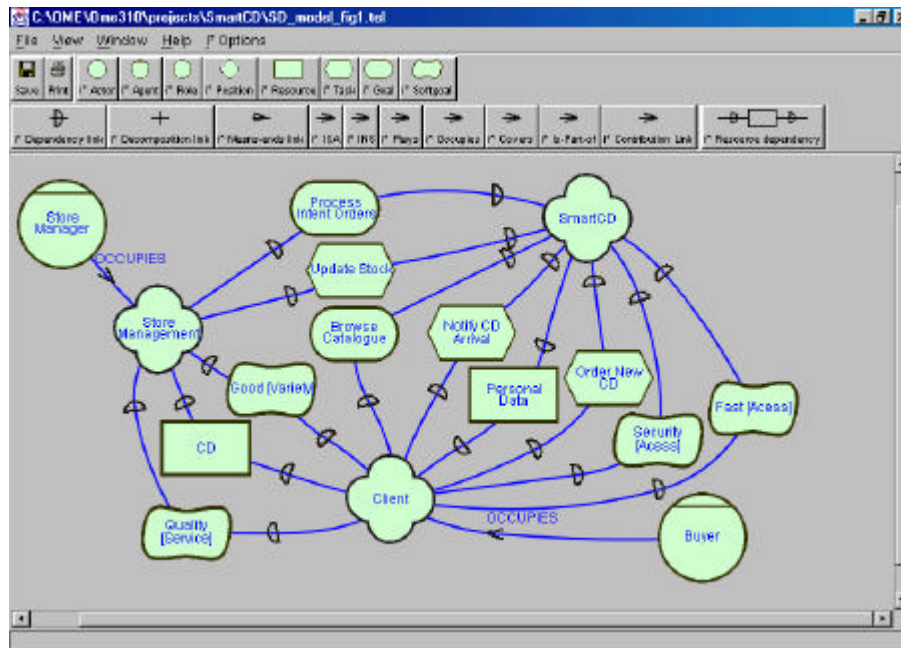 C:\OME\Ome310\projects\SmartCD\SD_model_fig1.tel
File View Window Help i* Options
Save Print i* Actor i* Agent i* Role i* Position i* Resource i* Task i* Goal i* Softgoal
i* Dependency link i* Decomposition link i* Means-ends link i* ISA i* INS i* Plays i* Occupies i* Covers i* Is-Part-of i* Contribution Link i* Resource dependency
Process
Intent Orders
SmartCD
Store
Manager
OCCUPIES
Update Stock
Store
Management
Browse
Catalogue
Notify CD
Arrival
Good [Variety]
Personal
Data
Order New
CD
Fast [Acess]
CD
Security
[Acess]
Client
OCCUPIES
Quality
[Service]
Buyer